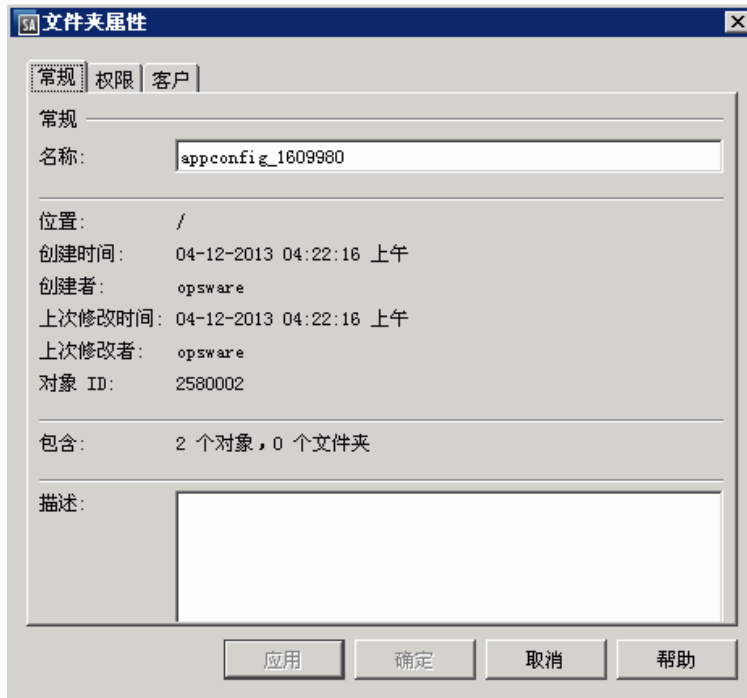 SA 文件夹属性
常规 权限 客户
常规
名称: appconfig_1609980
位置: /
创建时间: 04-12-2013 04:22:16 上午
创建者: opsware
上次修改时间: 04-12-2013 04:22:16 上午
上次修改者: opsware
对象 ID: 2580002
包含: 2 个对象,0 个文件夹
描述:
应用 确定 取消 帮助